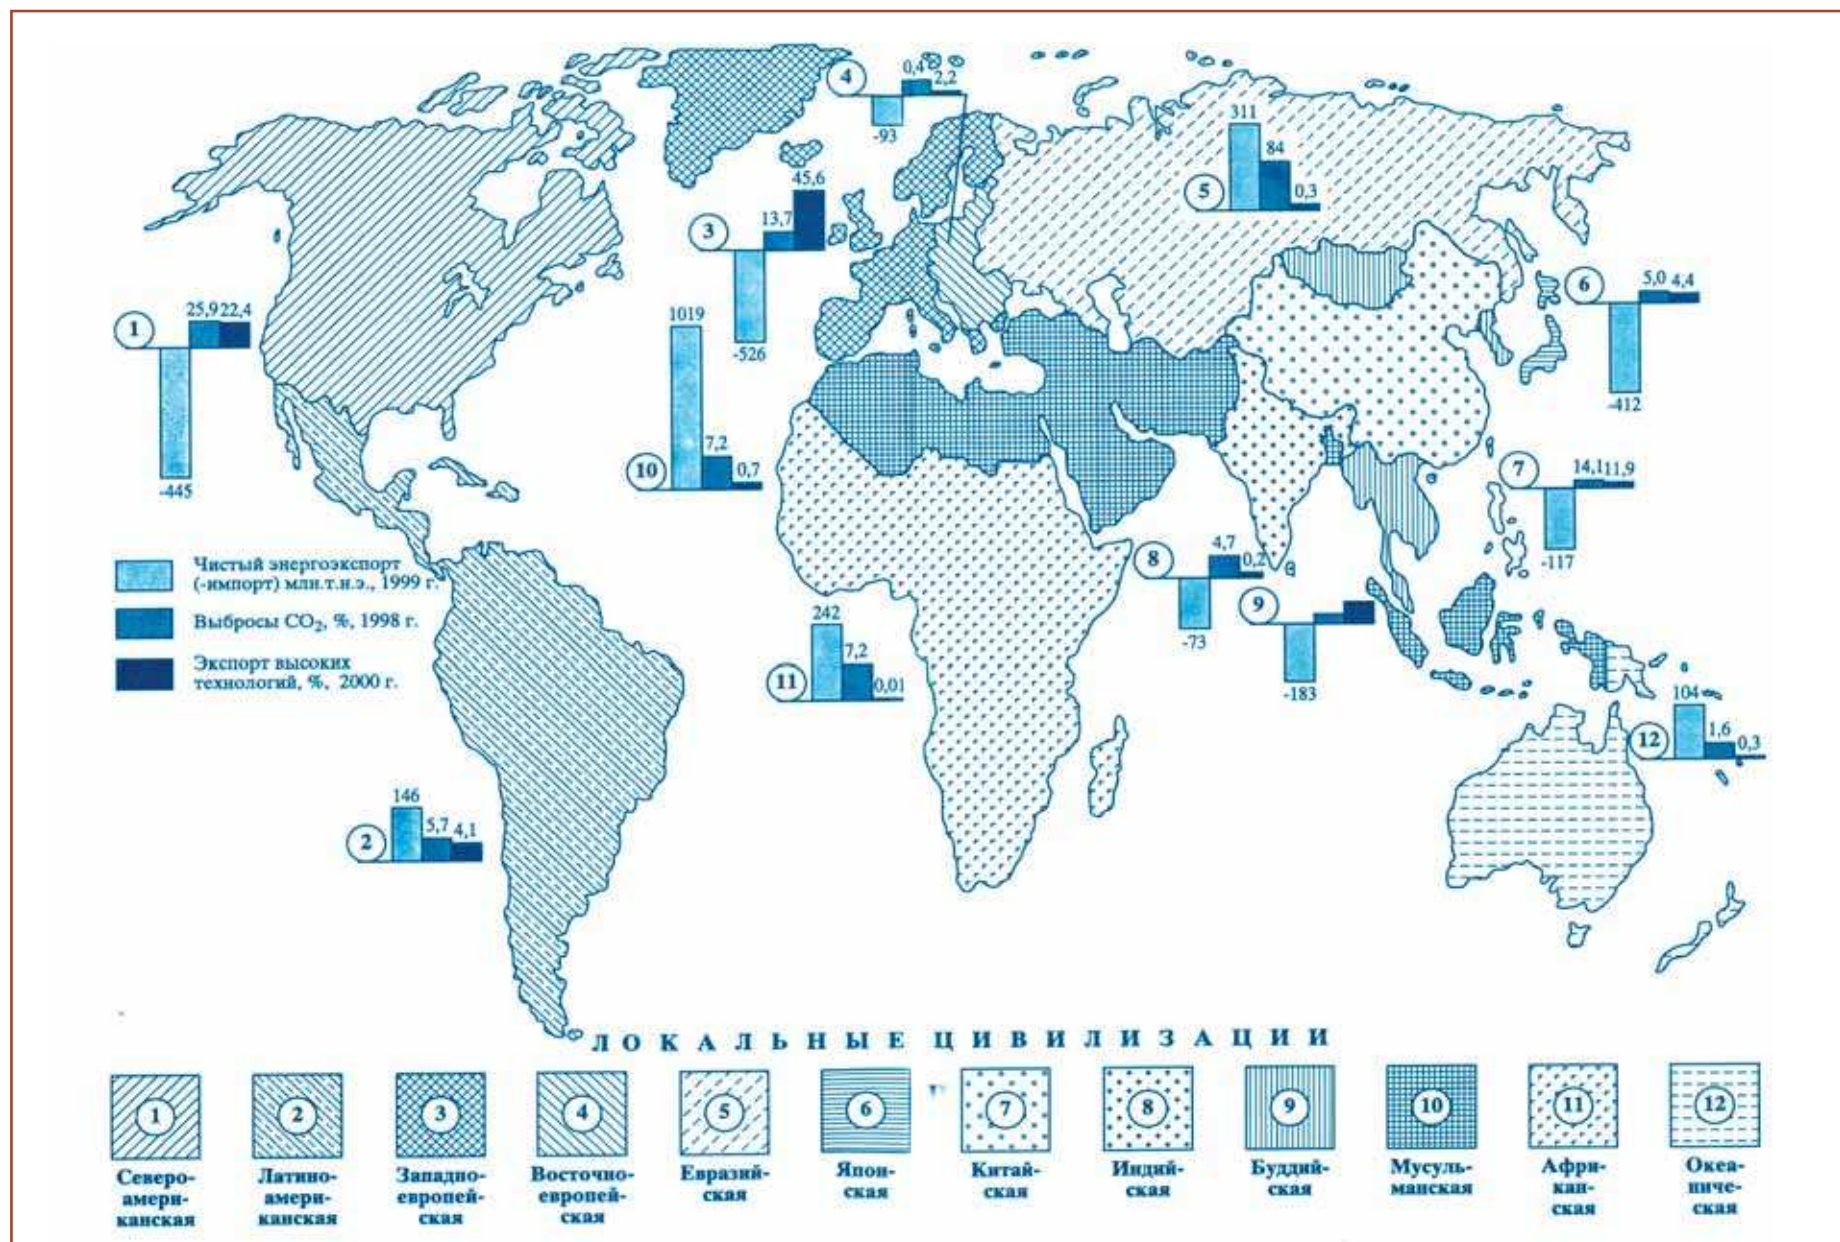 4
0,4
2,2
-93
311
84
0,3
5
45,6
13,7
3
-526
5,0 4,4
6
-412
25,9 22,4
1
-445
1019
7,2
0,7
10
14,1 11,9
7
-117
4,7
0,2
8
-73
9
-183
Чистый энергоэкспорт
(-импорт) млн.т.н.э., 1999 г.
Выбросы CO₂, %, 1998 г.
Экспорт высоких
технологий, %, 2000 г.
242
7,2
0,01
11
104
1,6
0,3
12
146
5,7 4,1
2
ЛОКАЛЬНЫЕ ЦИВИЛИЗАЦИИ
1
Северо-
амери-
канская
2
Латино-
амери-
канская
3
Западно-
европей-
ская
4
Восточно-
европей-
ская
5
Евразий-
ская
6
Япон-
ская
7
Китай-
ская
8
Индий-
ская
9
Буддий-
ская
10
Мусуль-
манская
11
Афри-
кан-
ская
12
Океа-
ниче-
ская